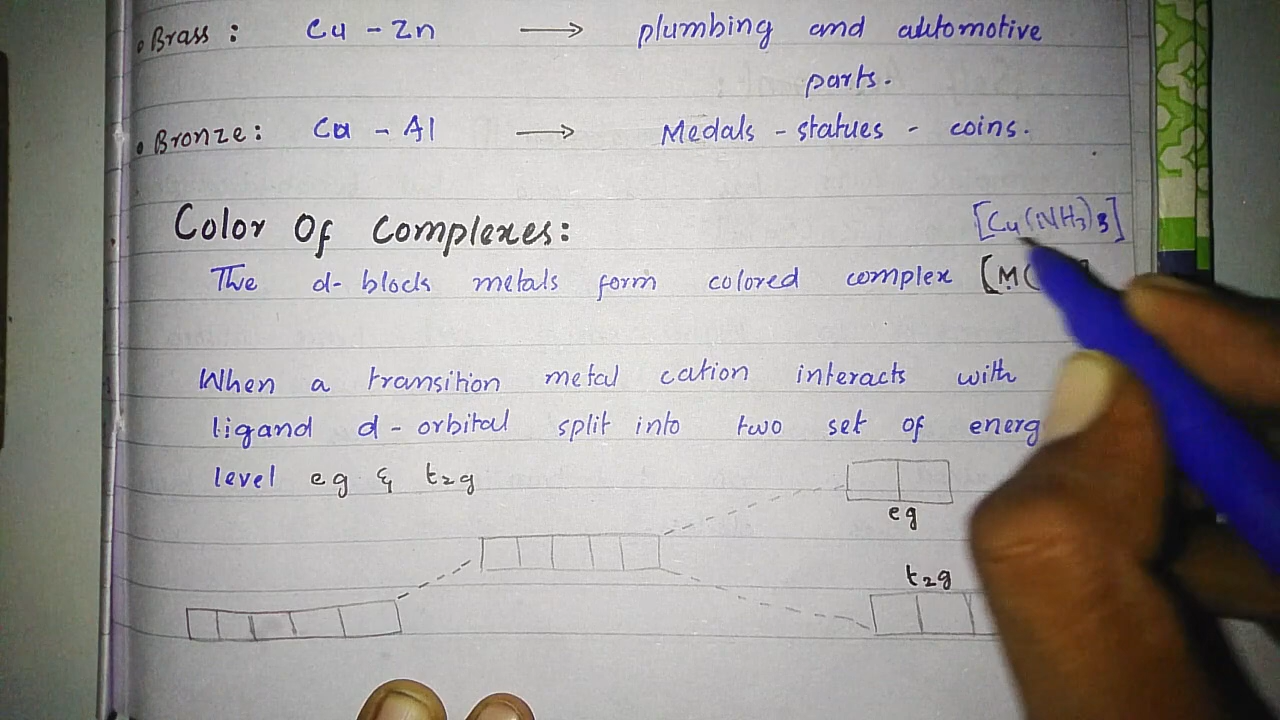 • Brass : Cu - Zn → plumbing and automotive
parts.
• Bronze : Cu - Al → Medals - statues - coins.
Color Of Complexes: [Cu(NH3)3]
The d- block metals form colored complex [M(
When a transition metal cation interacts with
ligand d - orbital split into two set of energ
level eg & t2g
eg
t2g